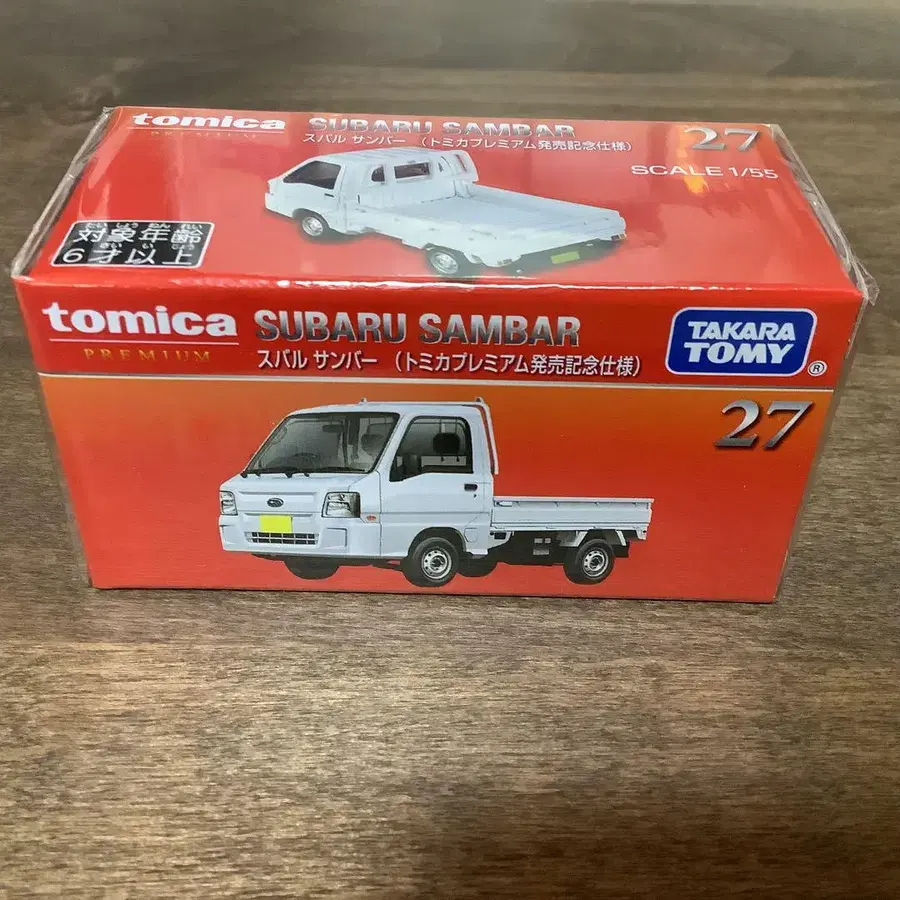 tomica
PREMIUM
SUBARU SAMBAR
スバル サンバー (トミカプレミアム発売記念仕様)
27
SCALE 1/55
対象年齢
6才以上
tomica
PREMIUM
SUBARU SAMBAR
スバル サンバー (トミカプレミアム発売記念仕様)
TAKARA
TOMY
®
27